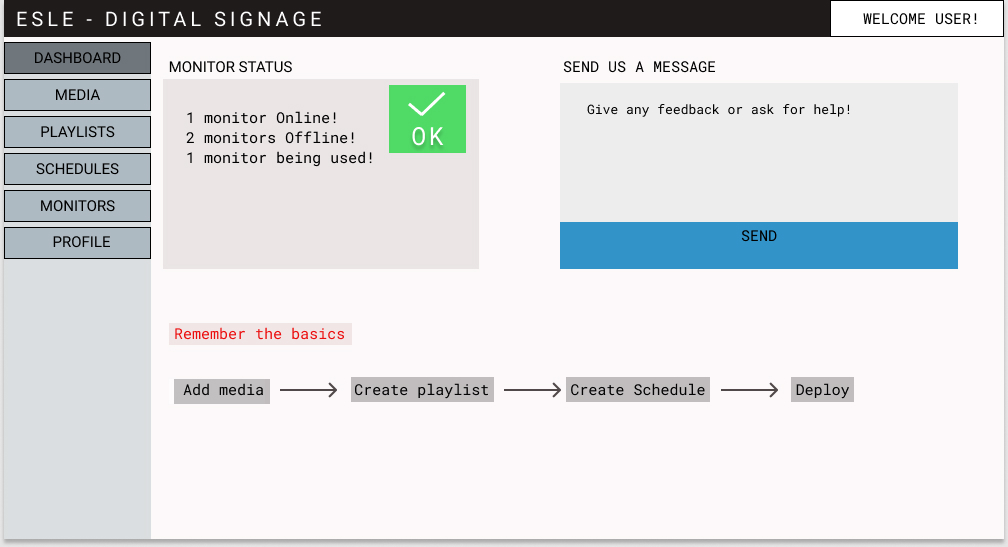 ESLE - DIGITAL SIGNAGE
WELCOME USER!
DASHBOARD
MEDIA
PLAYLISTS
SCHEDULES
MONITORS
PROFILE
MONITOR STATUS
1 monitor Online!
2 monitors Offline!
1 monitor being used!
OK
SEND US A MESSAGE
Give any feedback or ask for help!
SEND
Remember the basics
Add media
Create playlist
Create Schedule
Deploy